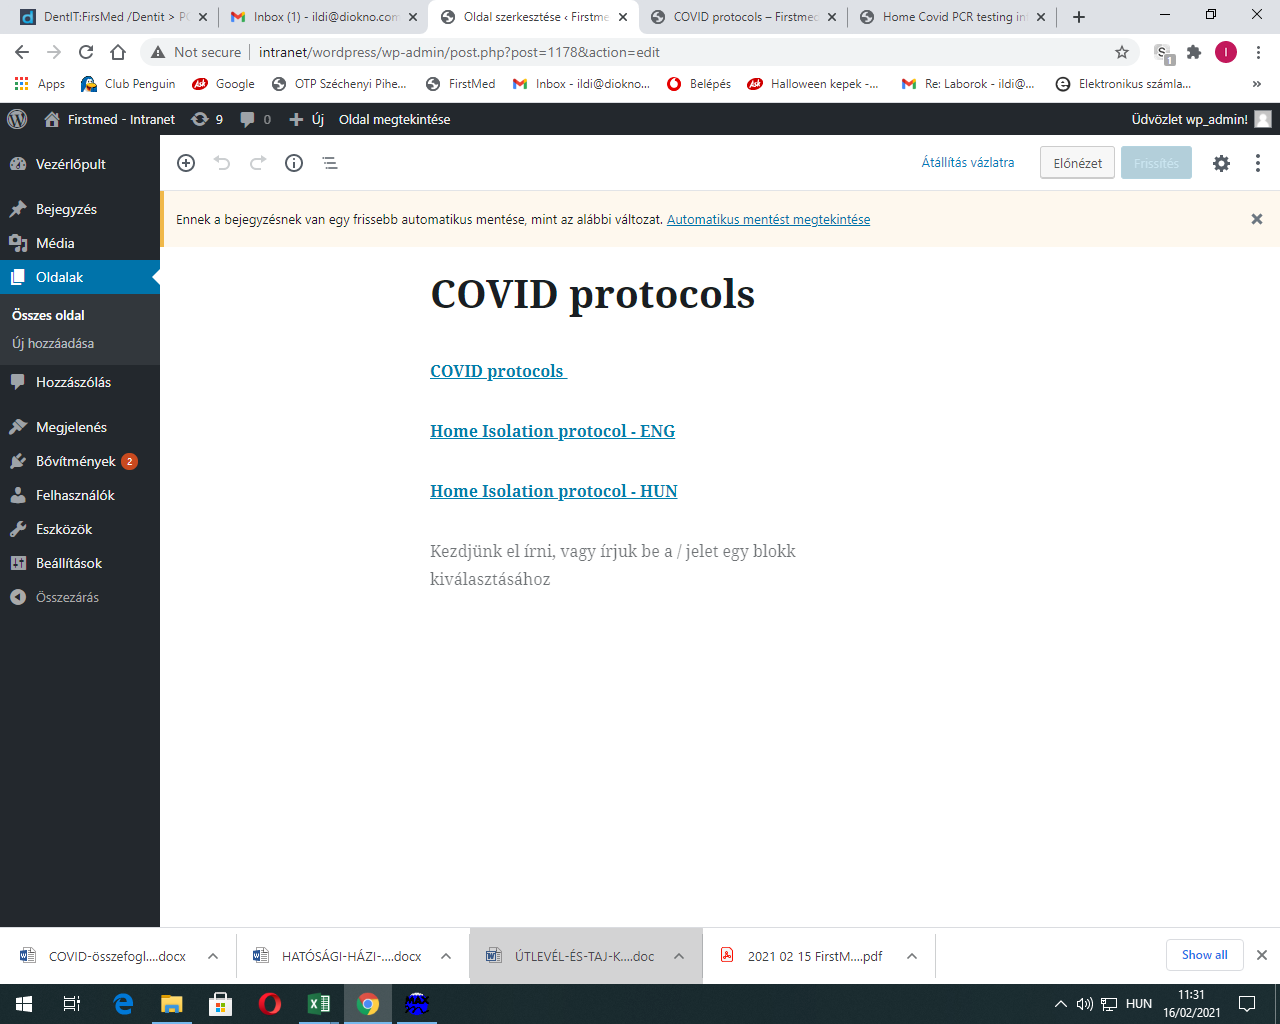 DentIT:FirsMed /Dentit > PC
Inbox (1) - ildi@diokno.com
Oldal szerkesztése ‹ Firstme
COVID protocols – Firstmed
Home Covid PCR testing in
Not secure
intranet/wordpress/wp-admin/post.php?post=1178&action=edit
S
1
I
Apps
Club Penguin
Ask
Google
OTP Széchenyi Pihe...
FirstMed
Inbox - ildi@diokno...
Belépés
Ask
Halloween kepek -...
Re: Laborok - ildi@...
Elektronikus számla...
»
Firstmed - Intranet
9
0
Új
Oldal megtekintése
Üdvözlet wp_admin!
Vezérlőpult
Bejegyzés
Média
Oldalak
Összes oldal
Új hozzáadása
Hozzászólás
Megjelenés
Bővítmények
2
Felhasználók
Eszközök
Beállítások
Összezárás
Átállítás vázlatra
Előnézet
Frissítés
Ennek a bejegyzésnek van egy frissebb automatikus mentése, mint az alábbi változat. Automatikus mentést megtekintése
COVID protocols
COVID protocols
Home Isolation protocol - ENG
Home Isolation protocol - HUN
Kezdjünk el írni, vagy írjuk be a / jelet egy blokk
kiválasztásához
COVID-összefogl....docx
HATÓSÁGI-HÁZI-....docx
ÚTLEVÉL-ÉS-TAJ-K....doc
2021 02 15 FirstM....pdf
Show all
MAX
HUN
11:31
16/02/2021